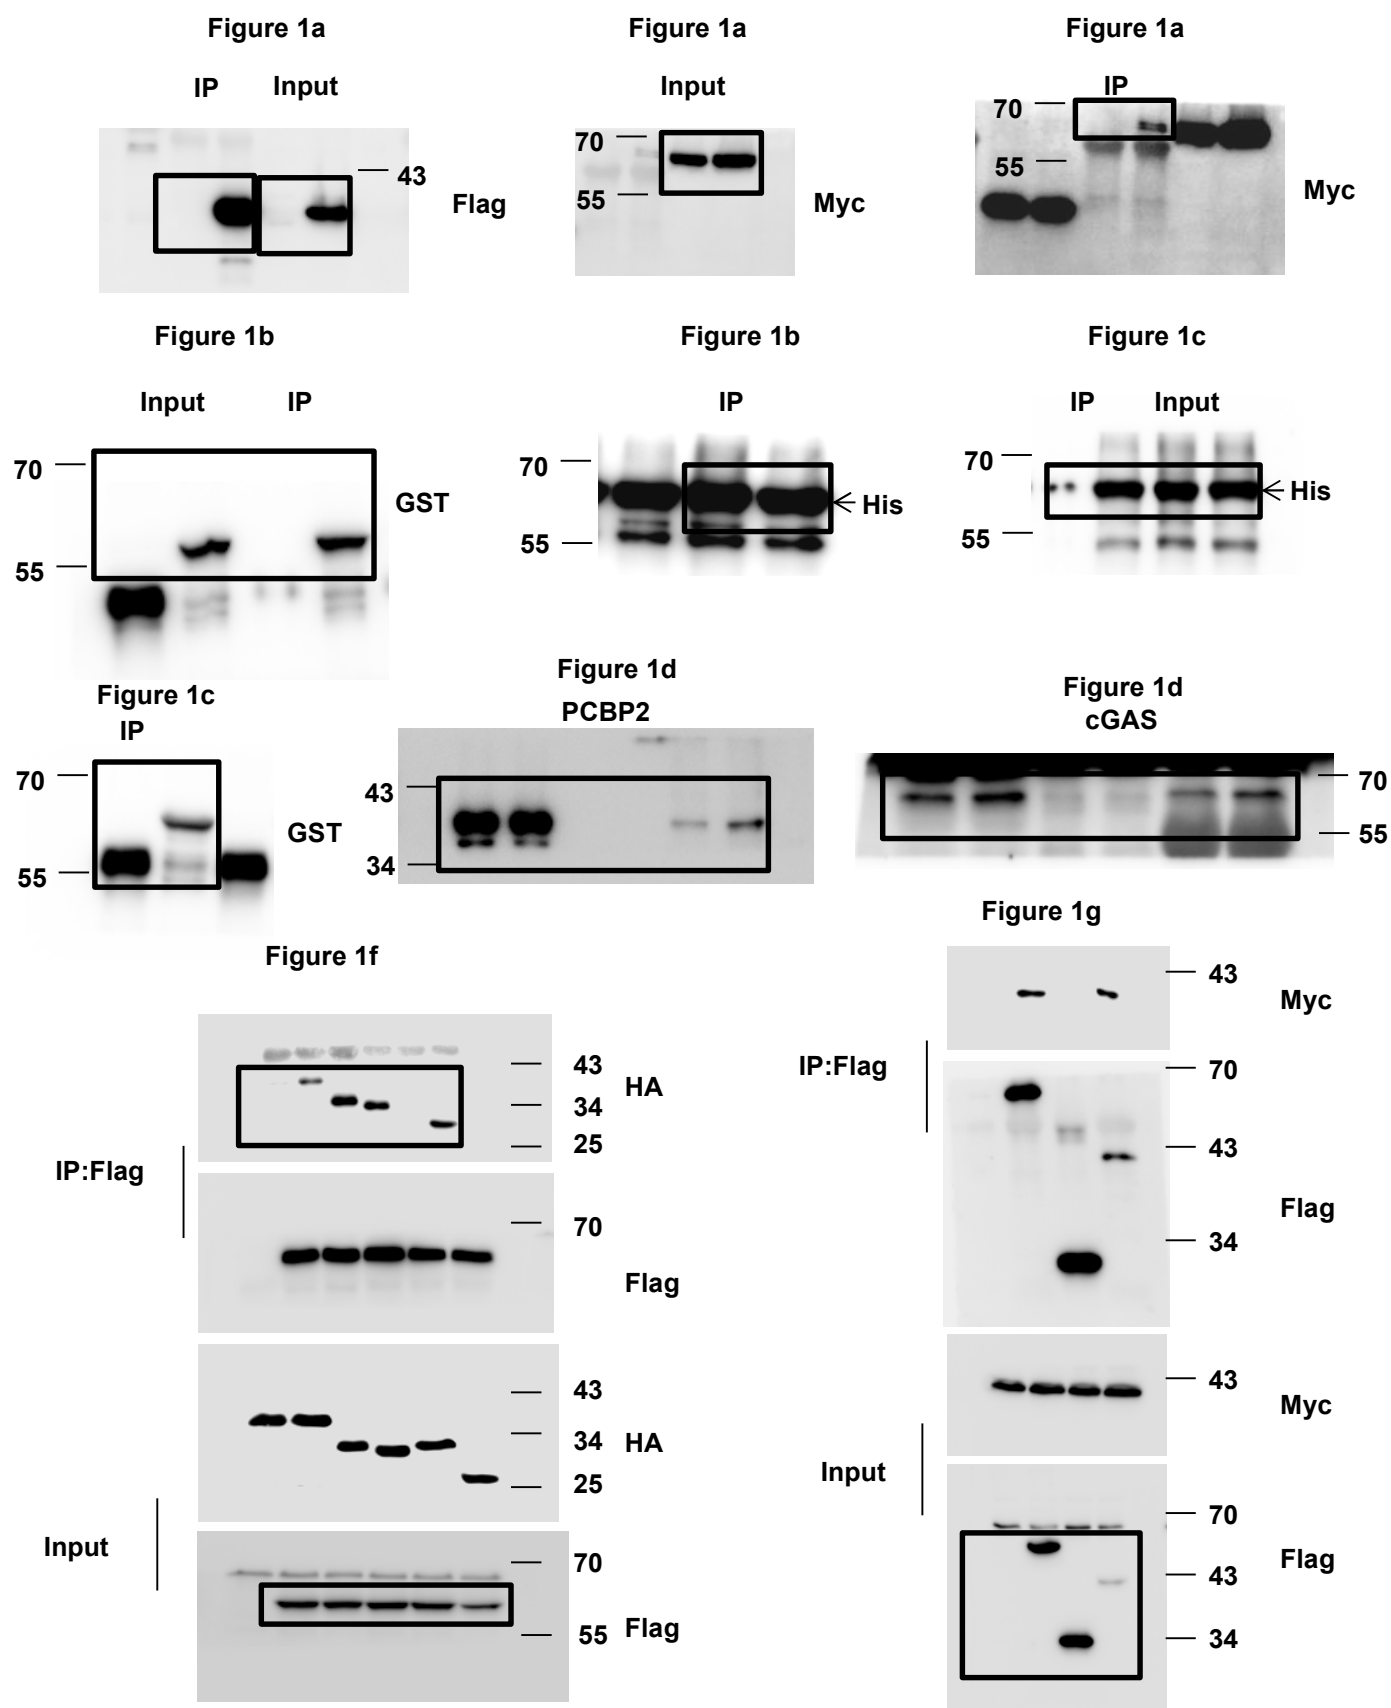 Figure 1a
IP Input
43
Flag
Figure 1a
Input
70
55
Myc
Figure 1a
IP
70
55
Myc
Figure 1b
Input IP
70
55
GST
Figure 1b
IP
70
55
His
Figure 1c
IP Input
70
55
His
Figure 1c
IP
70
55
GST
Figure 1d
PCBP2
43
34
Figure 1d
cGAS
70
55
Figure 1f
IP:Flag
43
34
25
HA
70
Flag
Input
43
34
25
HA
70
55
Flag
Figure 1g
IP:Flag
43
Myc
70
43
34
Flag
Input
43
Myc
70
43
34
Flag